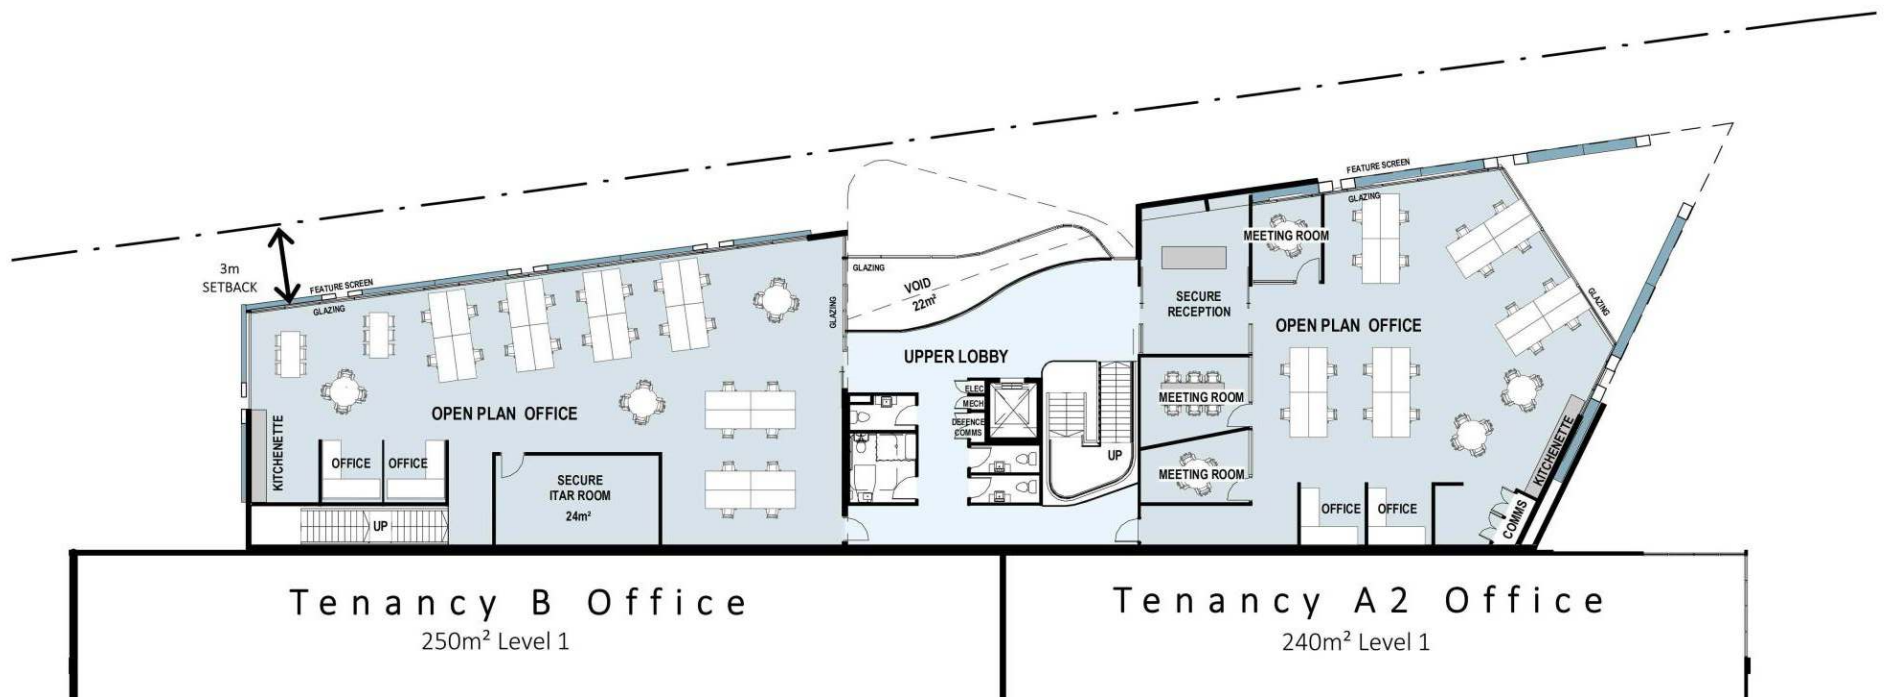 3m
SETBACK
FEATURE SCREEN
GLAZING
KITCHENETTE
OPEN PLAN OFFICE
OFFICE
OFFICE
SECURE
ITAR ROOM
24m²
UP
GLAZING
GLAZING
VOID
22m²
UPPER LOBBY
ELEC
MECH
DEFENCE
COMMS
UP
FEATURE SCREEN
GLAZING
MEETING ROOM
SECURE
RECEPTION
OPEN PLAN OFFICE
GLAZING
MEETING ROOM
MEETING ROOM
KITCHENETTE
OFFICE
OFFICE
COMMS
Tenancy B Office
250m² Level 1
Tenancy A2 Office
240m² Level 1